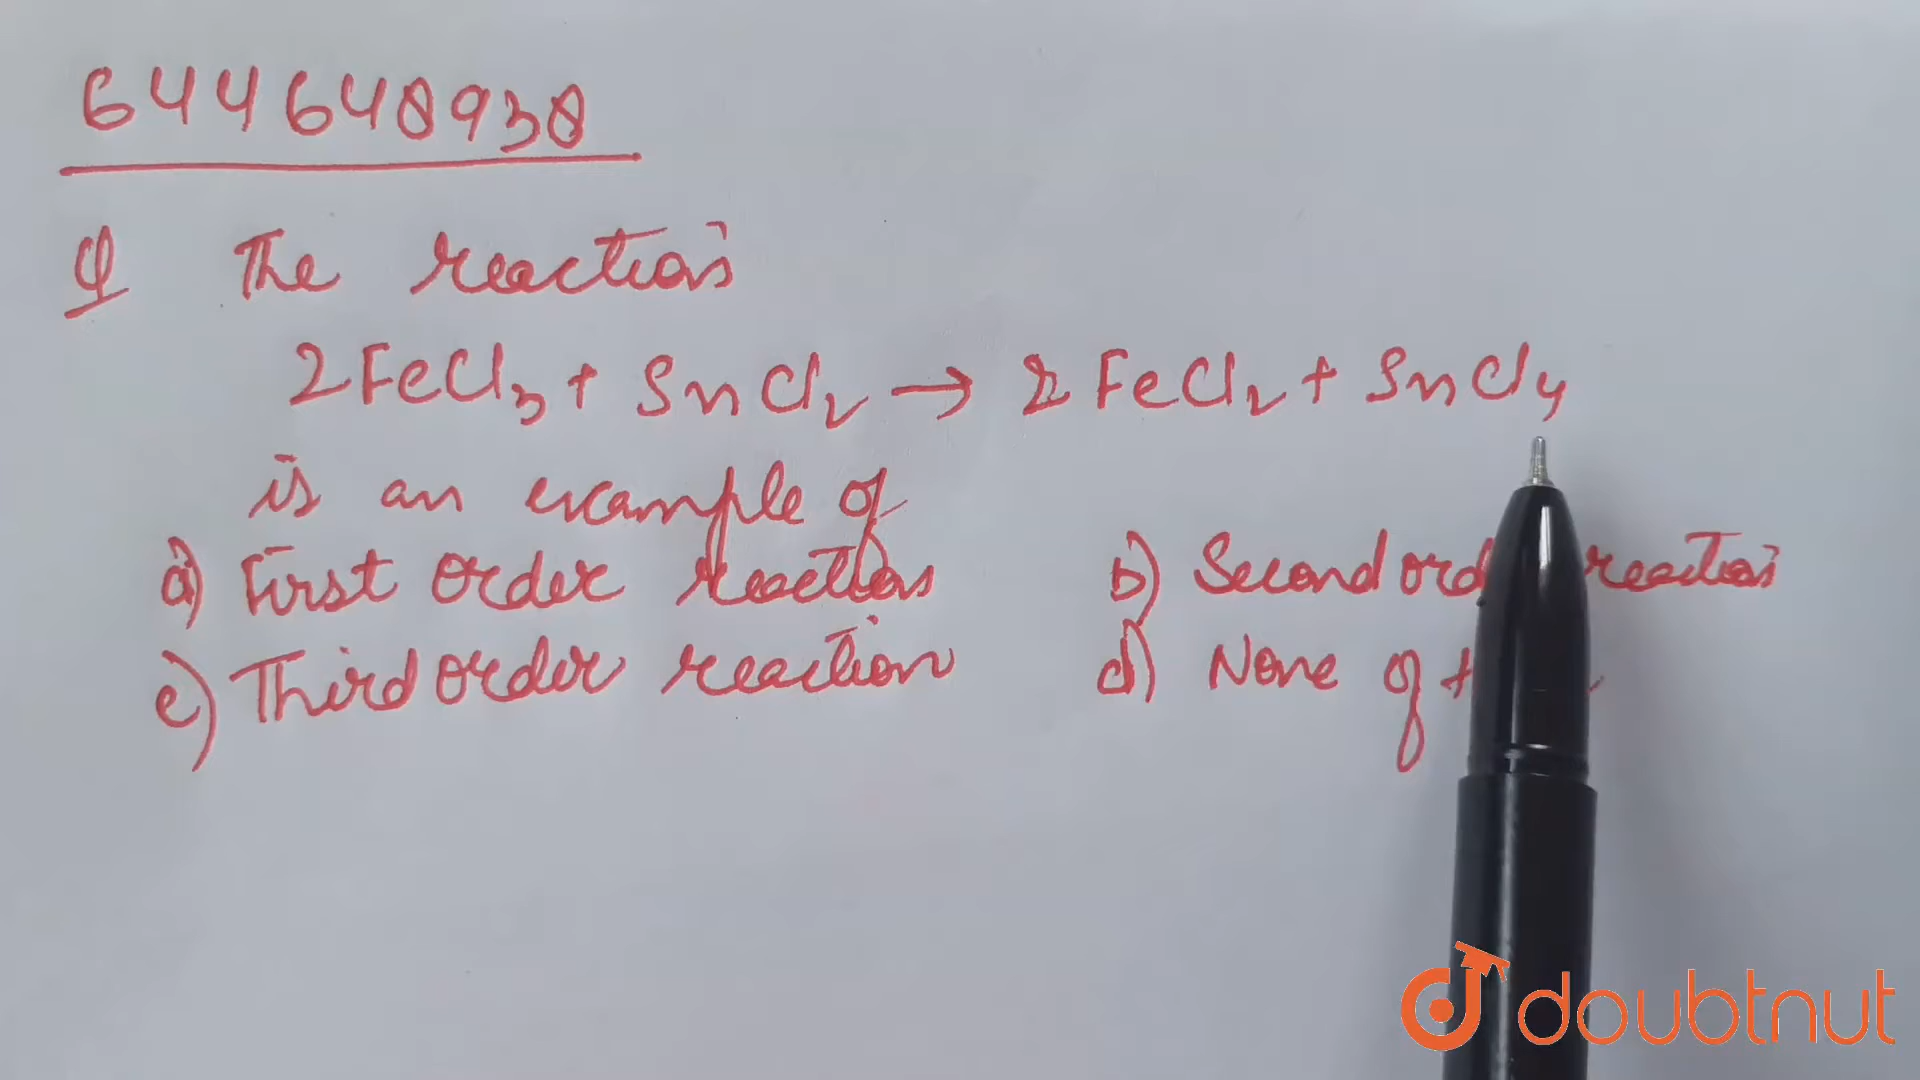 644648938
Q The reaction
2FeCl3 + SnCl2 → 2FeCl2 + SnCl4
is an example of
a) First order reaction b) Second ord reaction
c) Third order reaction d) None of
doubtnut